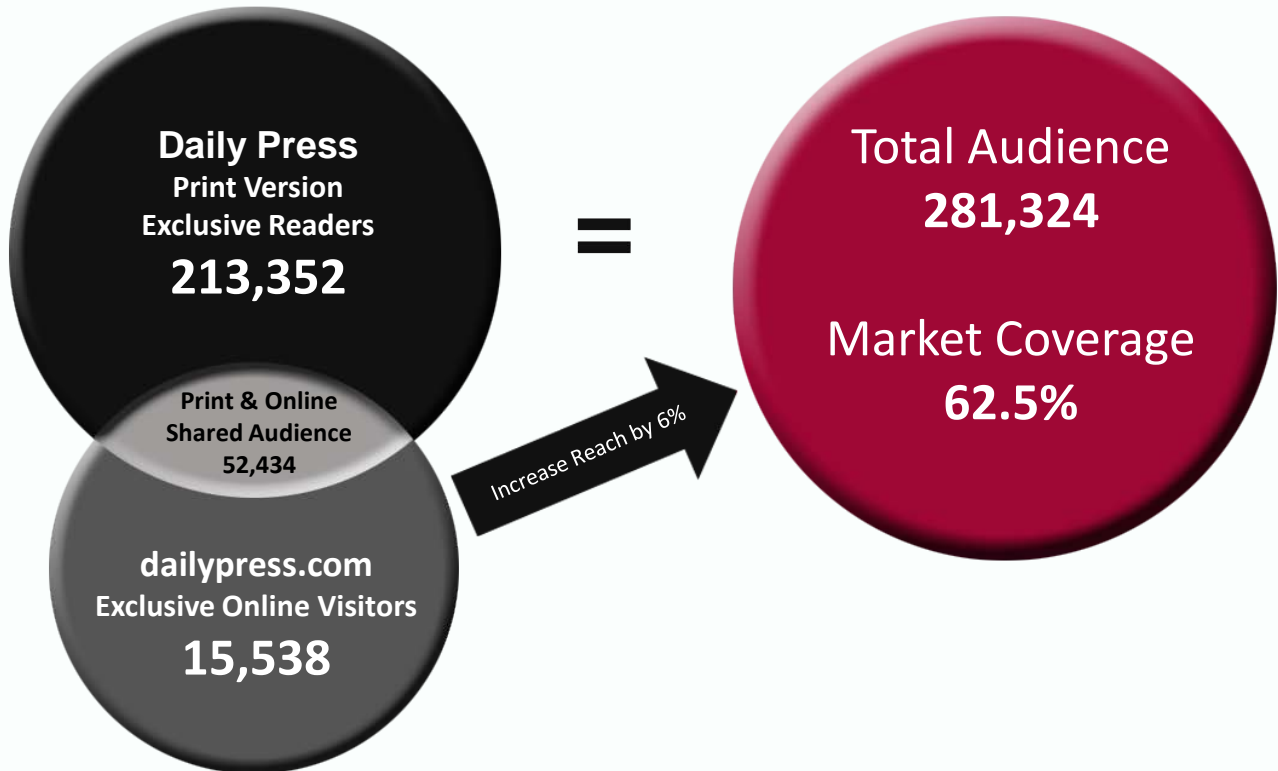 Daily Press
Print Version
Exclusive Readers
213,352
Print & Online
Shared Audience
52,434
dailypress.com
Exclusive Online Visitors
15,538
=
Increase Reach by 6%
Total Audience
281,324
Market Coverage
62.5%